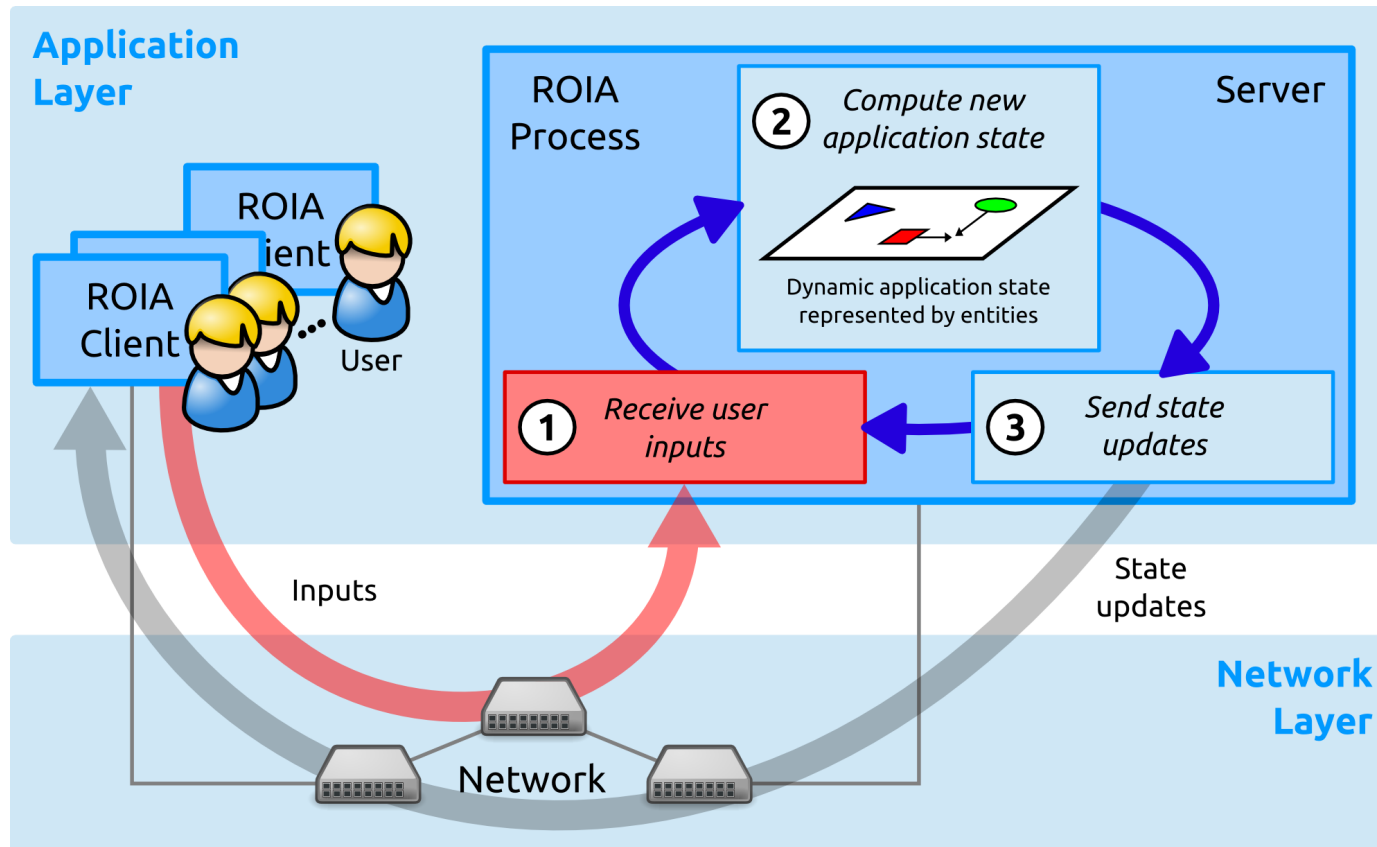 Application
Layer
ROIA
Process
Server
2
Compute new
application state
Dynamic application state
represented by entities
ROIA
ient
ROIA
Client
User
1
Receive user
inputs
3
Send state
updates
Inputs
State
updates
Network
Layer
Network